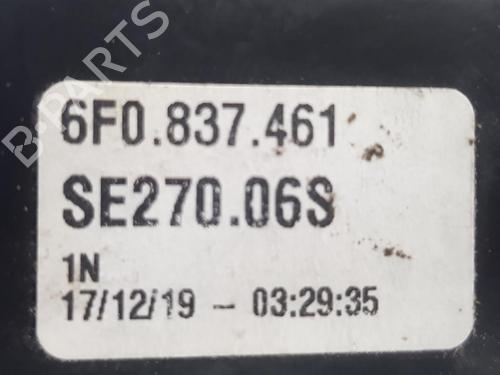 B-PARTS
6F0.837.461
SE270.06S
1N
17/12/19 - 03:29:35